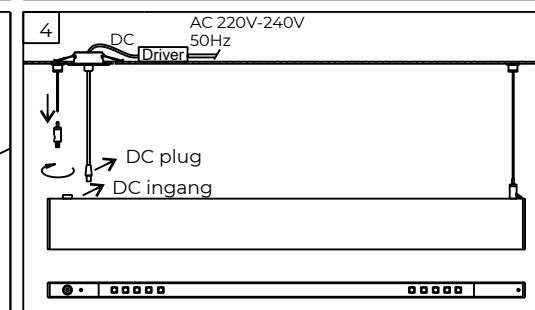 4
AC 220V-240V
50Hz
DC
Driver
DC plug
DC ingang